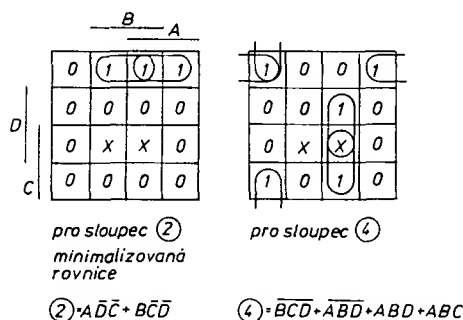 B
A
0 1 1 1
1 0 0 1
D
0 0 0 0
0 0 1 0
0 X X 0
0 X X 0
C
0 0 0 0
1 0 1 0
pro sloupec ②
pro sloupec ④
minimalizovaná
rovnice
②=AD̅C̅+BC̅D̅
④=B̅C̅D̅+A̅B̅D̅+ABD+ABC